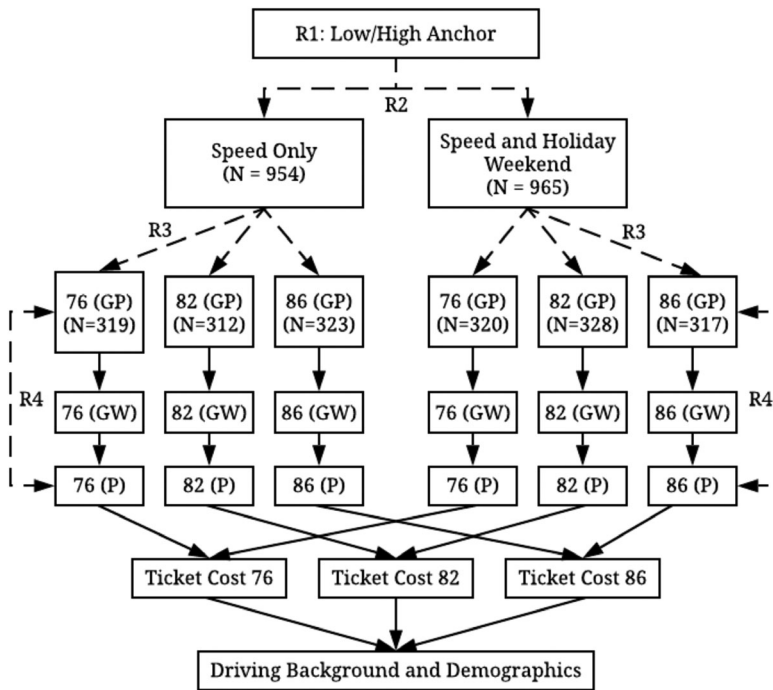 R1: Low/High Anchor
R2
Speed Only
(N = 954)
Speed and Holiday
Weekend
(N = 965)
R3
R3
76 (GP)
(N=319)
82 (GP)
(N=312)
86 (GP)
(N=323)
76 (GP)
(N=320)
82 (GP)
(N=328)
86 (GP)
(N=317)
R4
76 (GW)
82 (GW)
86 (GW)
76 (GW)
82 (GW)
86 (GW)
R4
76 (P)
82 (P)
86 (P)
76 (P)
82 (P)
86 (P)
Ticket Cost 76
Ticket Cost 82
Ticket Cost 86
Driving Background and Demographics